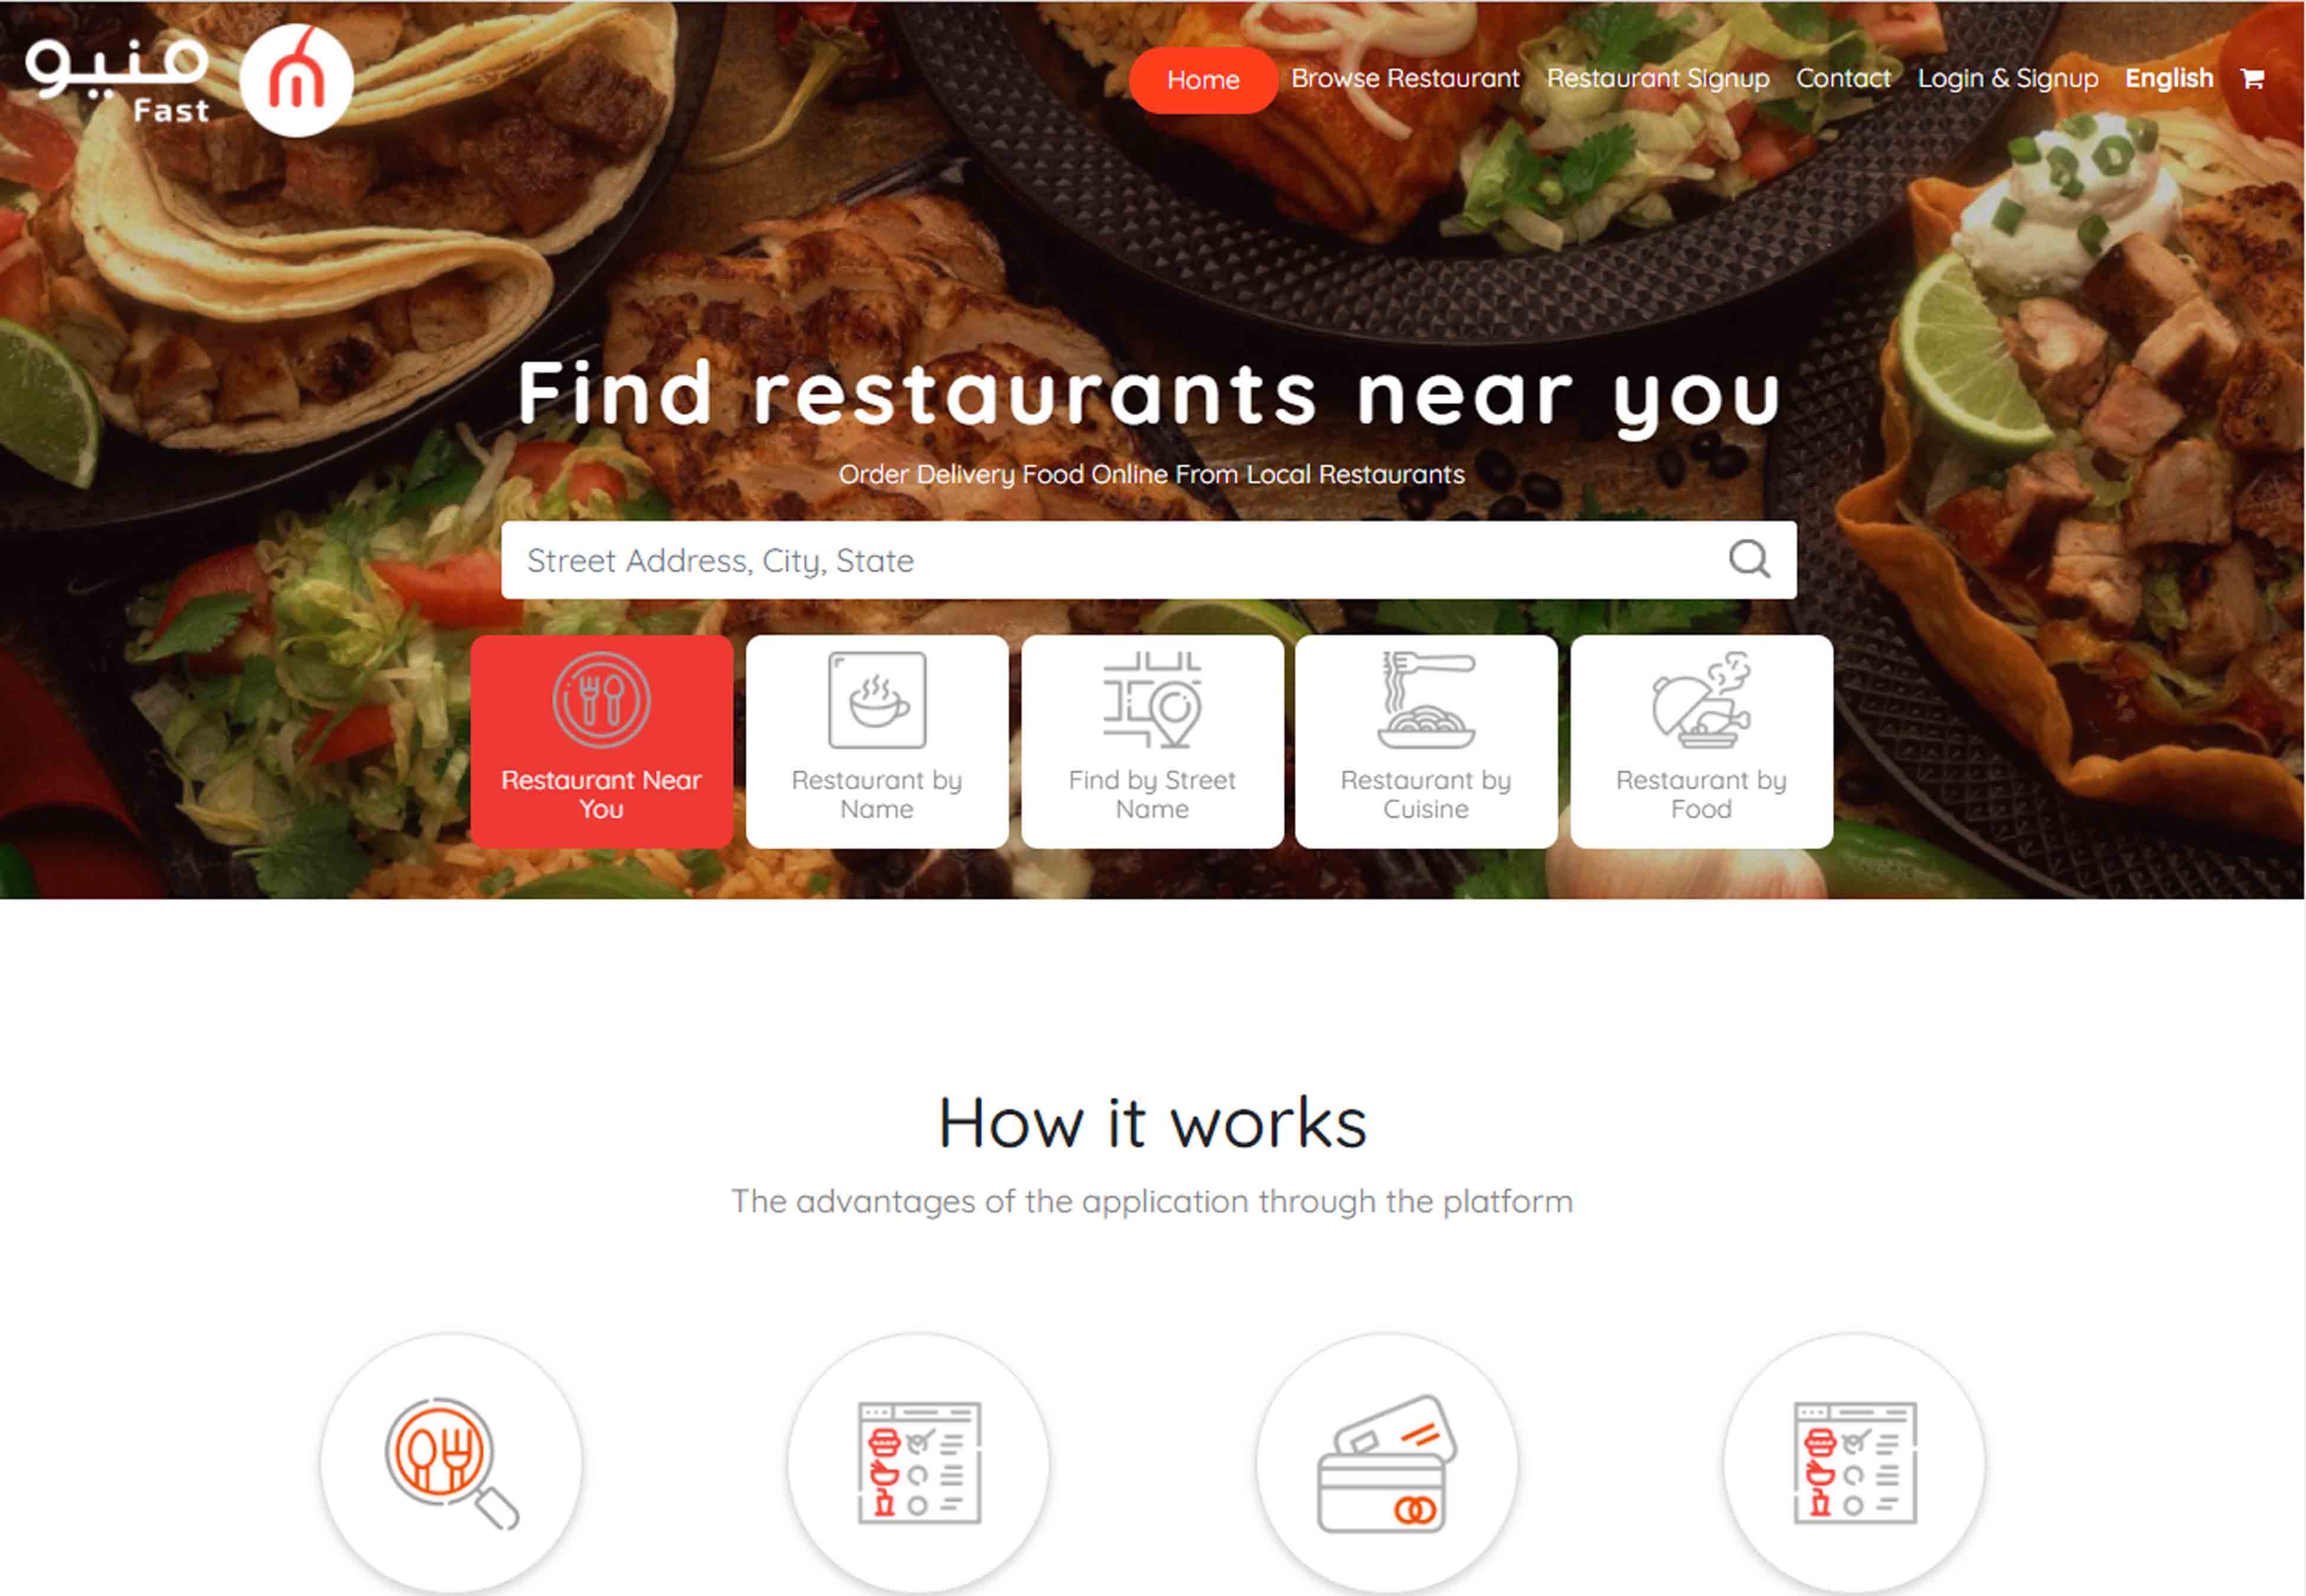 منيو
Fast
Home
Browse Restaurant
Restaurant Signup
Contact
Login & Signup
English
Find restaurants near you
Order Delivery Food Online From Local Restaurants
Street Address, City, State
Restaurant Near
You
Restaurant by
Name
Find by Street
Name
Restaurant by
Cuisine
Restaurant by
Food
How it works
The advantages of the application through the platform